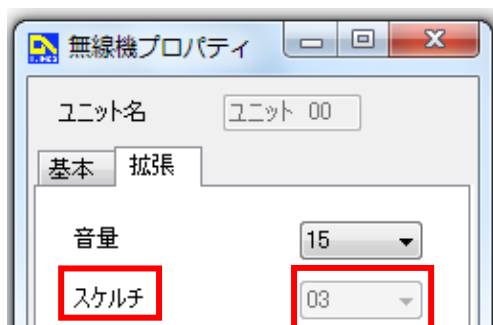 無線機プロパティ
ユニット名 ユニット 00
基本 拡張
音量 15
スケルチ 03